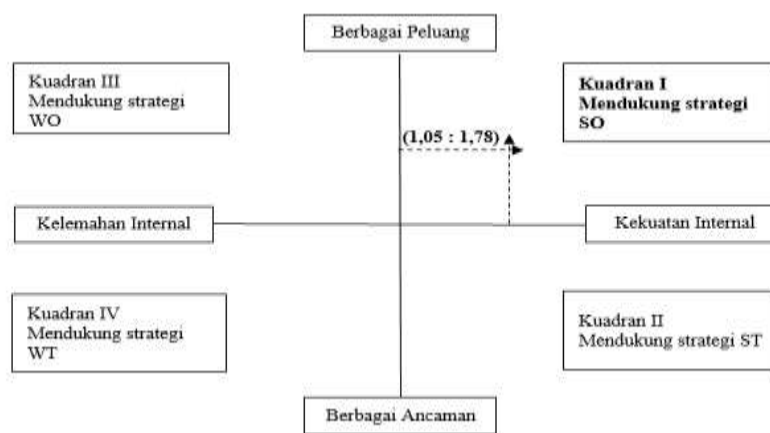 Berbagai Peluang
Kuadran III
Mendukung strategi
WO
Kuadran I
Mendukung strategi
SO
(1,05 : 1,78)
Kelemahan Internal
Kekuatan Internal
Kuadran IV
Mendukung strategi
WT
Kuadran II
Mendukung strategi ST
Berbagai Ancaman